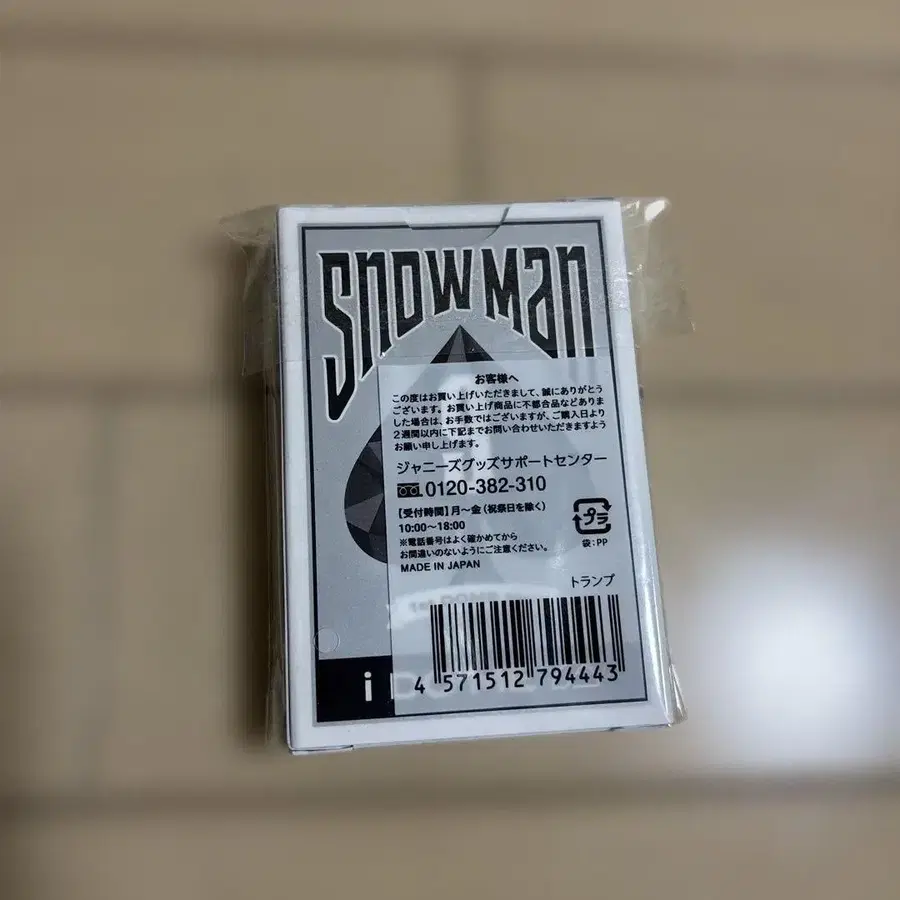 Snow Man
お客様へ
この度はお買い上げいただきまして、誠にありがとう
ございます。お買い上げ商品に不都合品などありま
した場合は、お手数ではございますが、ご購入日より
2週間以内に下記までお問い合わせいただきますよう
お願い申し上げます。
ジャニーズグッズサポートセンター
0120-382-310
【受付時間】月～金(祝祭日を除く)
10:00～18:00
※電話番号はよく確かめてから
お間違いのないようにご注意ください。
MADE IN JAPAN
プラ
袋:PP
トランプ
1st DOME
i
4 571512 794443